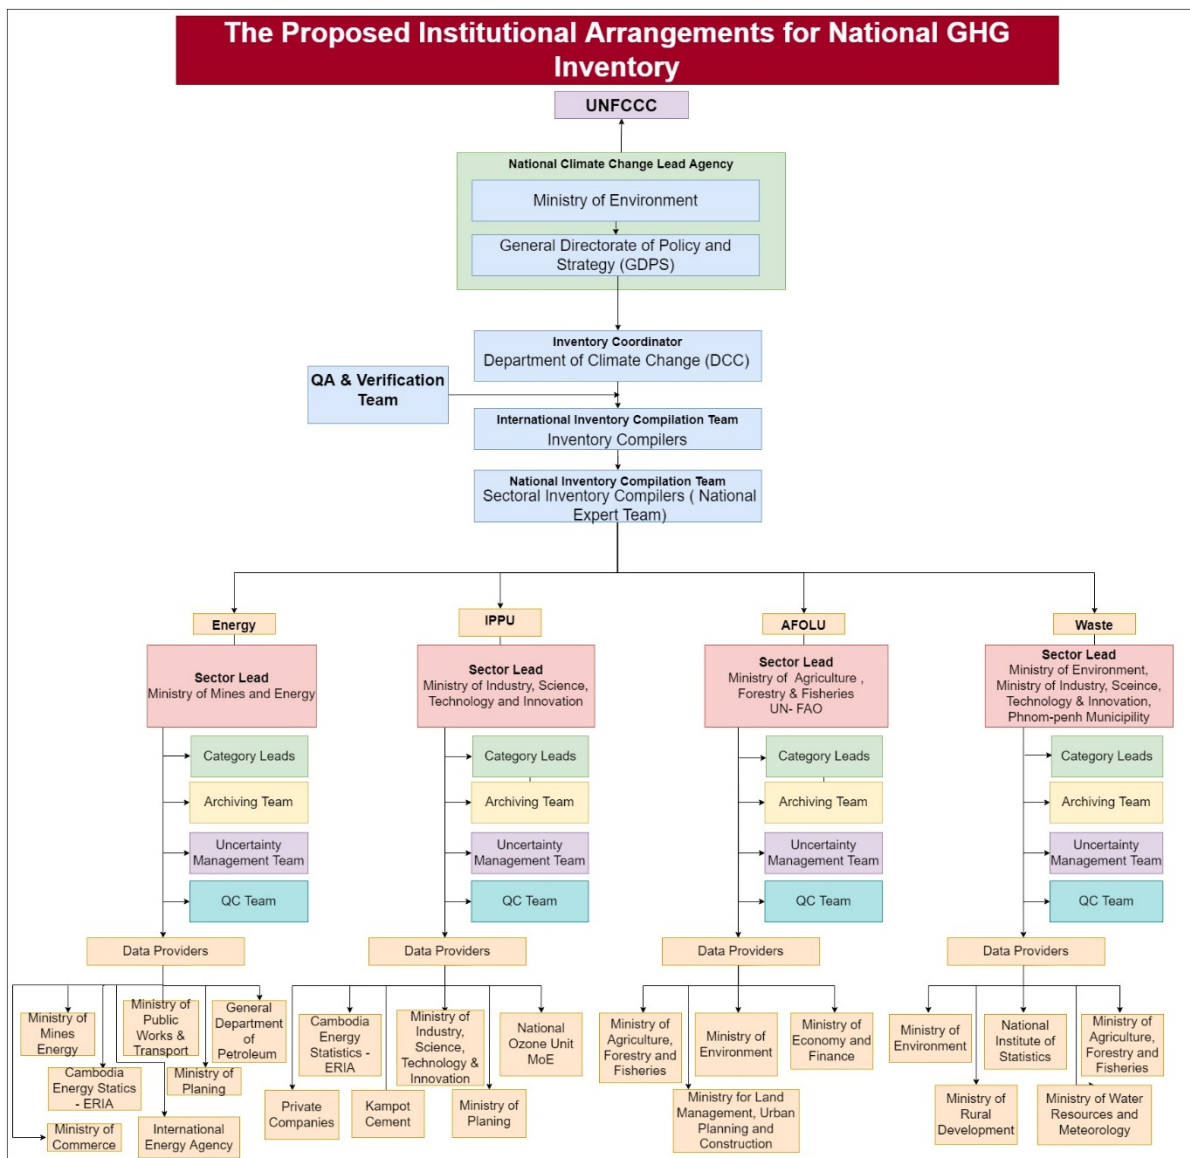 The Proposed Institutional Arrangements for National GHG
Inventory
UNFCCC
National Climate Change Lead Agency
Ministry of Environment
General Directorate of Policy and
Strategy (GDPS)
Inventory Coordinator
Department of Climate Change (DCC)
QA & Verification
Team
International Inventory Compilation Team
Inventory Compilers
National Inventory Compilation Team
Sectoral Inventory Compilers ( National
Expert Team)
Energy
IPPU
AFOLU
Waste
Sector Lead
Ministry of Mines and Energy
Sector Lead
Ministry of Industry, Science,
Technology and Innovation
Sector Lead
Ministry of  Agriculture ,
Forestry & Fisheries
UN- FAO
Sector Lead
Ministry of Environment,
Ministry of Industry, Sceince,
Technology & Innovation,
Phnom-penh Municipility
Category Leads
Archiving Team
Uncertainty
Management Team
QC Team
Category Leads
Archiving Team
Uncertainty
Management Team
QC Team
Category Leads
Archiving Team
Uncertainty
Management Team
QC Team
Category Leads
Archiving Team
Uncertainty
Management Team
QC Team
Data Providers
Data Providers
Data Providers
Data Providers
Ministry of
Mines
Energy
Ministry of
Public
Works &
Transport
General
Department
of
Petroleum
Cambodia
Energy Statics
- ERIA
Ministry of
Planing
Ministry of
Commerce
International
Energy Agency
Cambodia
Energy
Statistics -
ERIA
Ministry of
Industry,
Science,
Technology &
Innovation
National
Ozone Unit
MoE
Private
Companies
Kampot
Cement
Ministry of
Planing
Ministry of
Agriculture,
Forestry and
Fisheries
Ministry of
Environment
Ministry of
Economy
and Finance
Ministry for Land
Management, Urban
Planning and
Construction
Ministry of
Environment
National
Institute of
Statistics
Ministry of
Agriculture,
Forestry and
Fisheries
Ministry of
Rural
Development
Ministry of Water
Resources and
Meteorology